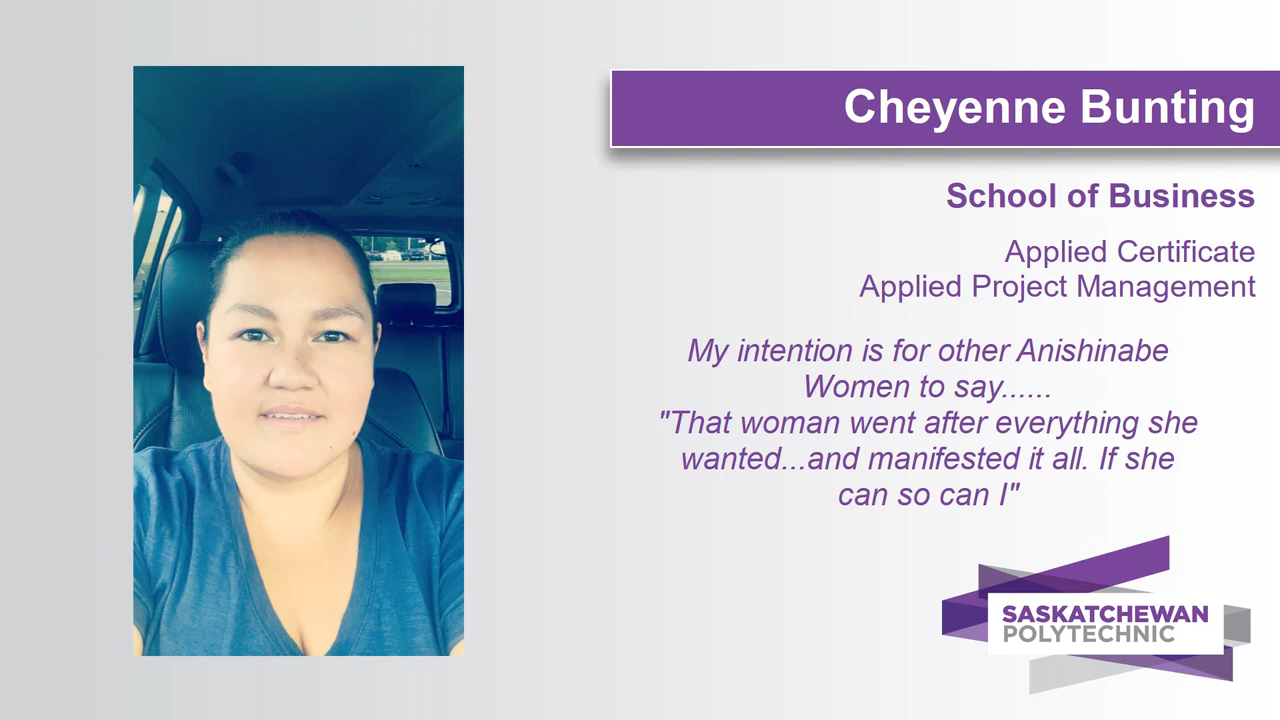 Cheyenne Bunting
School of Business
Applied Certificate
Applied Project Management
My intention is for other Anishinabe
Women to say......
"That woman went after everything she
wanted...and manifested it all. If she
can so can I"
SASKATCHEWAN
POLYTECHNIC